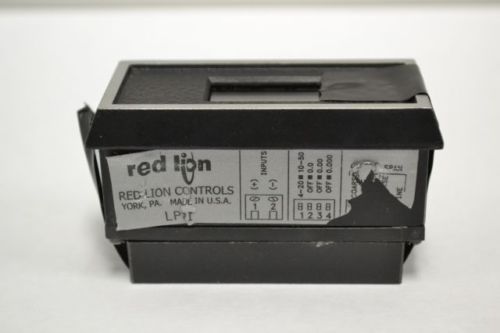 red lion
RED LION CONTROLS
YORK, PA. MADE IN U.S.A.
INPUTS
(+) (-)
1 2
4-20 10-50
OFF 0.0
OFF 0.00
OFF 0.000
1 2 3 4